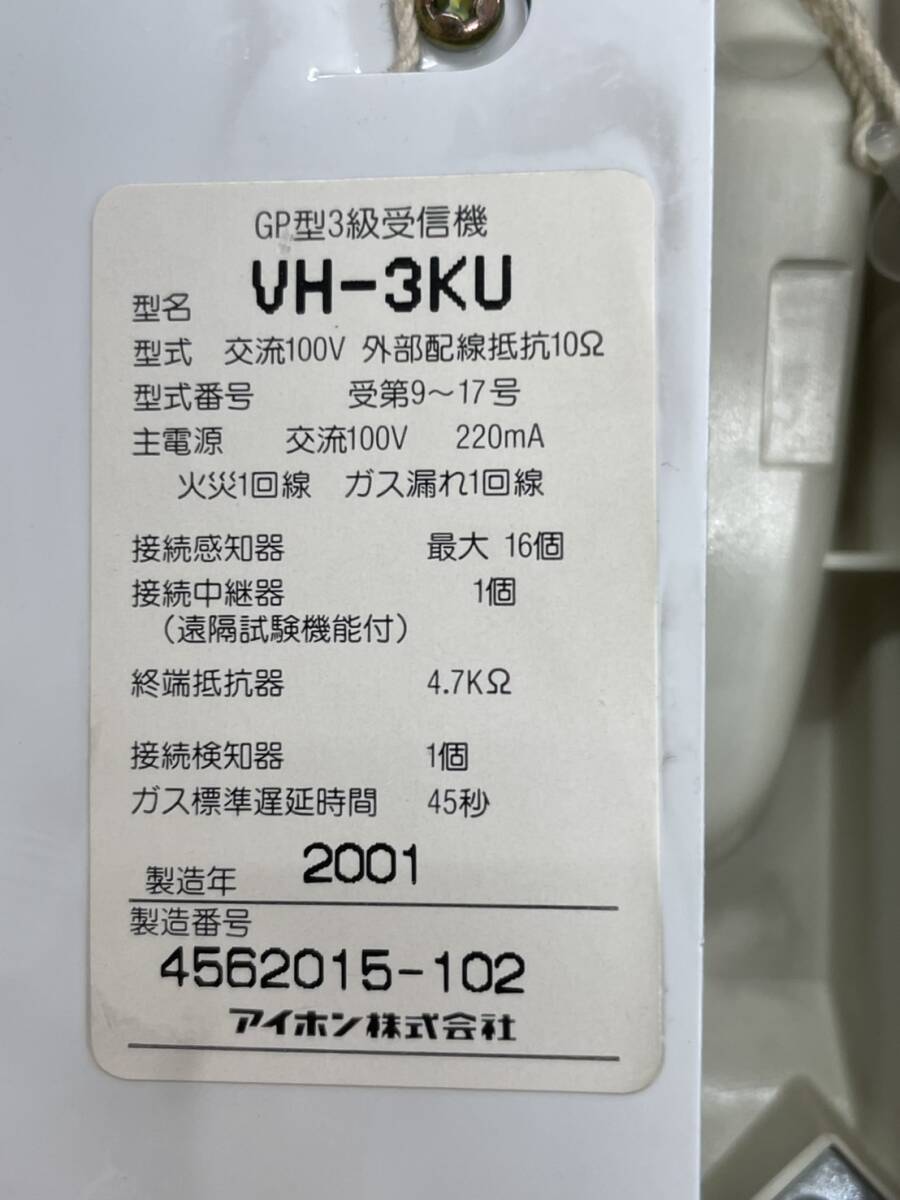 GP型3級受信機
型名 VH-3KU
型式 交流100V 外部配線抵抗10Ω
型式番号 受第9～17号
主電源 交流100V 220mA
火災1回線 ガス漏れ1回線
接続感知器 最大 16個
接続中継器 1個
（遠隔試験機能付）
終端抵抗器 4.7KΩ
接続検知器 1個
ガス標準遅延時間 45秒
製造年 2001
製造番号
4562015-102
アイホン株式会社